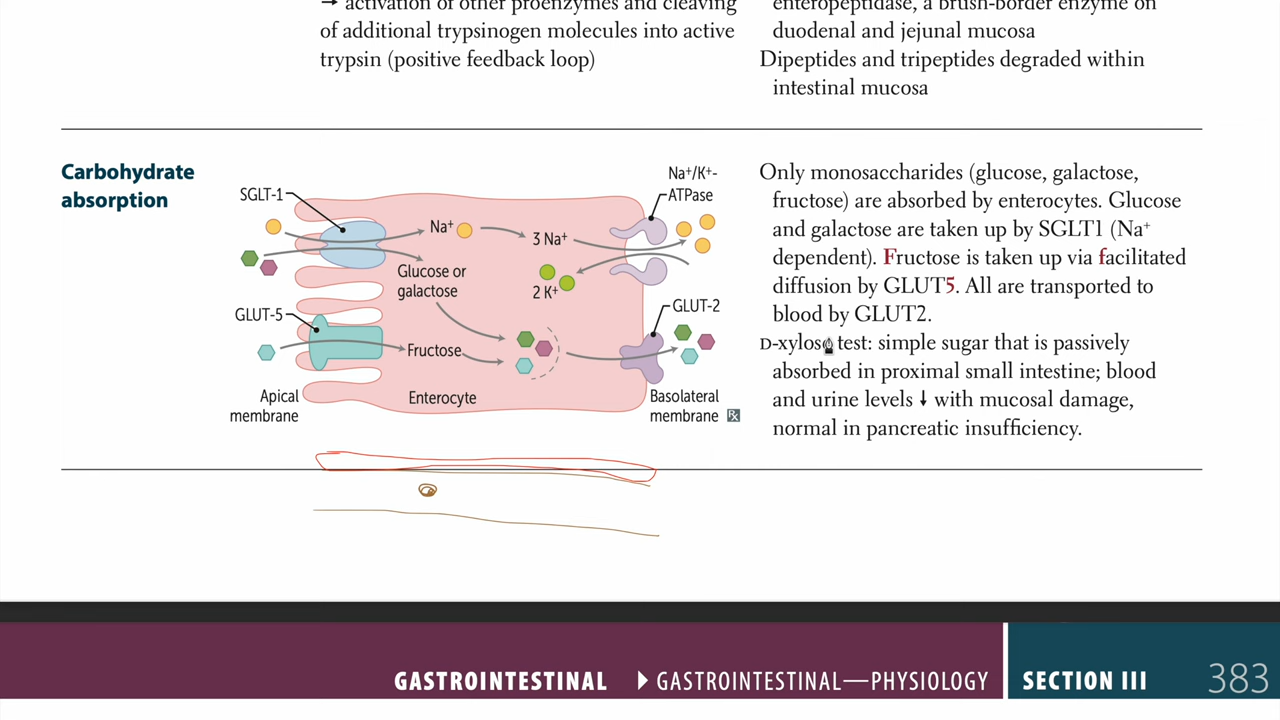 → activation of other proenzymes and cleaving
of additional trypsinogen molecules into active
trypsin (positive feedback loop)
enteropeptidase, a brush-border enzyme on
duodenal and jejunal mucosa
Dipeptides and tripeptides degraded within
intestinal mucosa
Carbohydrate
absorption
SGLT-1
Na⁺
Glucose or
galactose
GLUT-5
Fructose
Apical
membrane
Enterocyte
3 Na⁺
2 K⁺
Na⁺/K⁺-
ATPase
GLUT-2
Basolateral
membrane ℞
Only monosaccharides (glucose, galactose,
fructose) are absorbed by enterocytes. Glucose
and galactose are taken up by SGLT1 (Na⁺
dependent). Fructose is taken up via facilitated
diffusion by GLUT5. All are transported to
blood by GLUT2.
D-xylose test: simple sugar that is passively
absorbed in proximal small intestine; blood
and urine levels ↓ with mucosal damage,
normal in pancreatic insufficiency.
GASTROINTESTINAL ▶ GASTROINTESTINAL—PHYSIOLOGY SECTION III 383